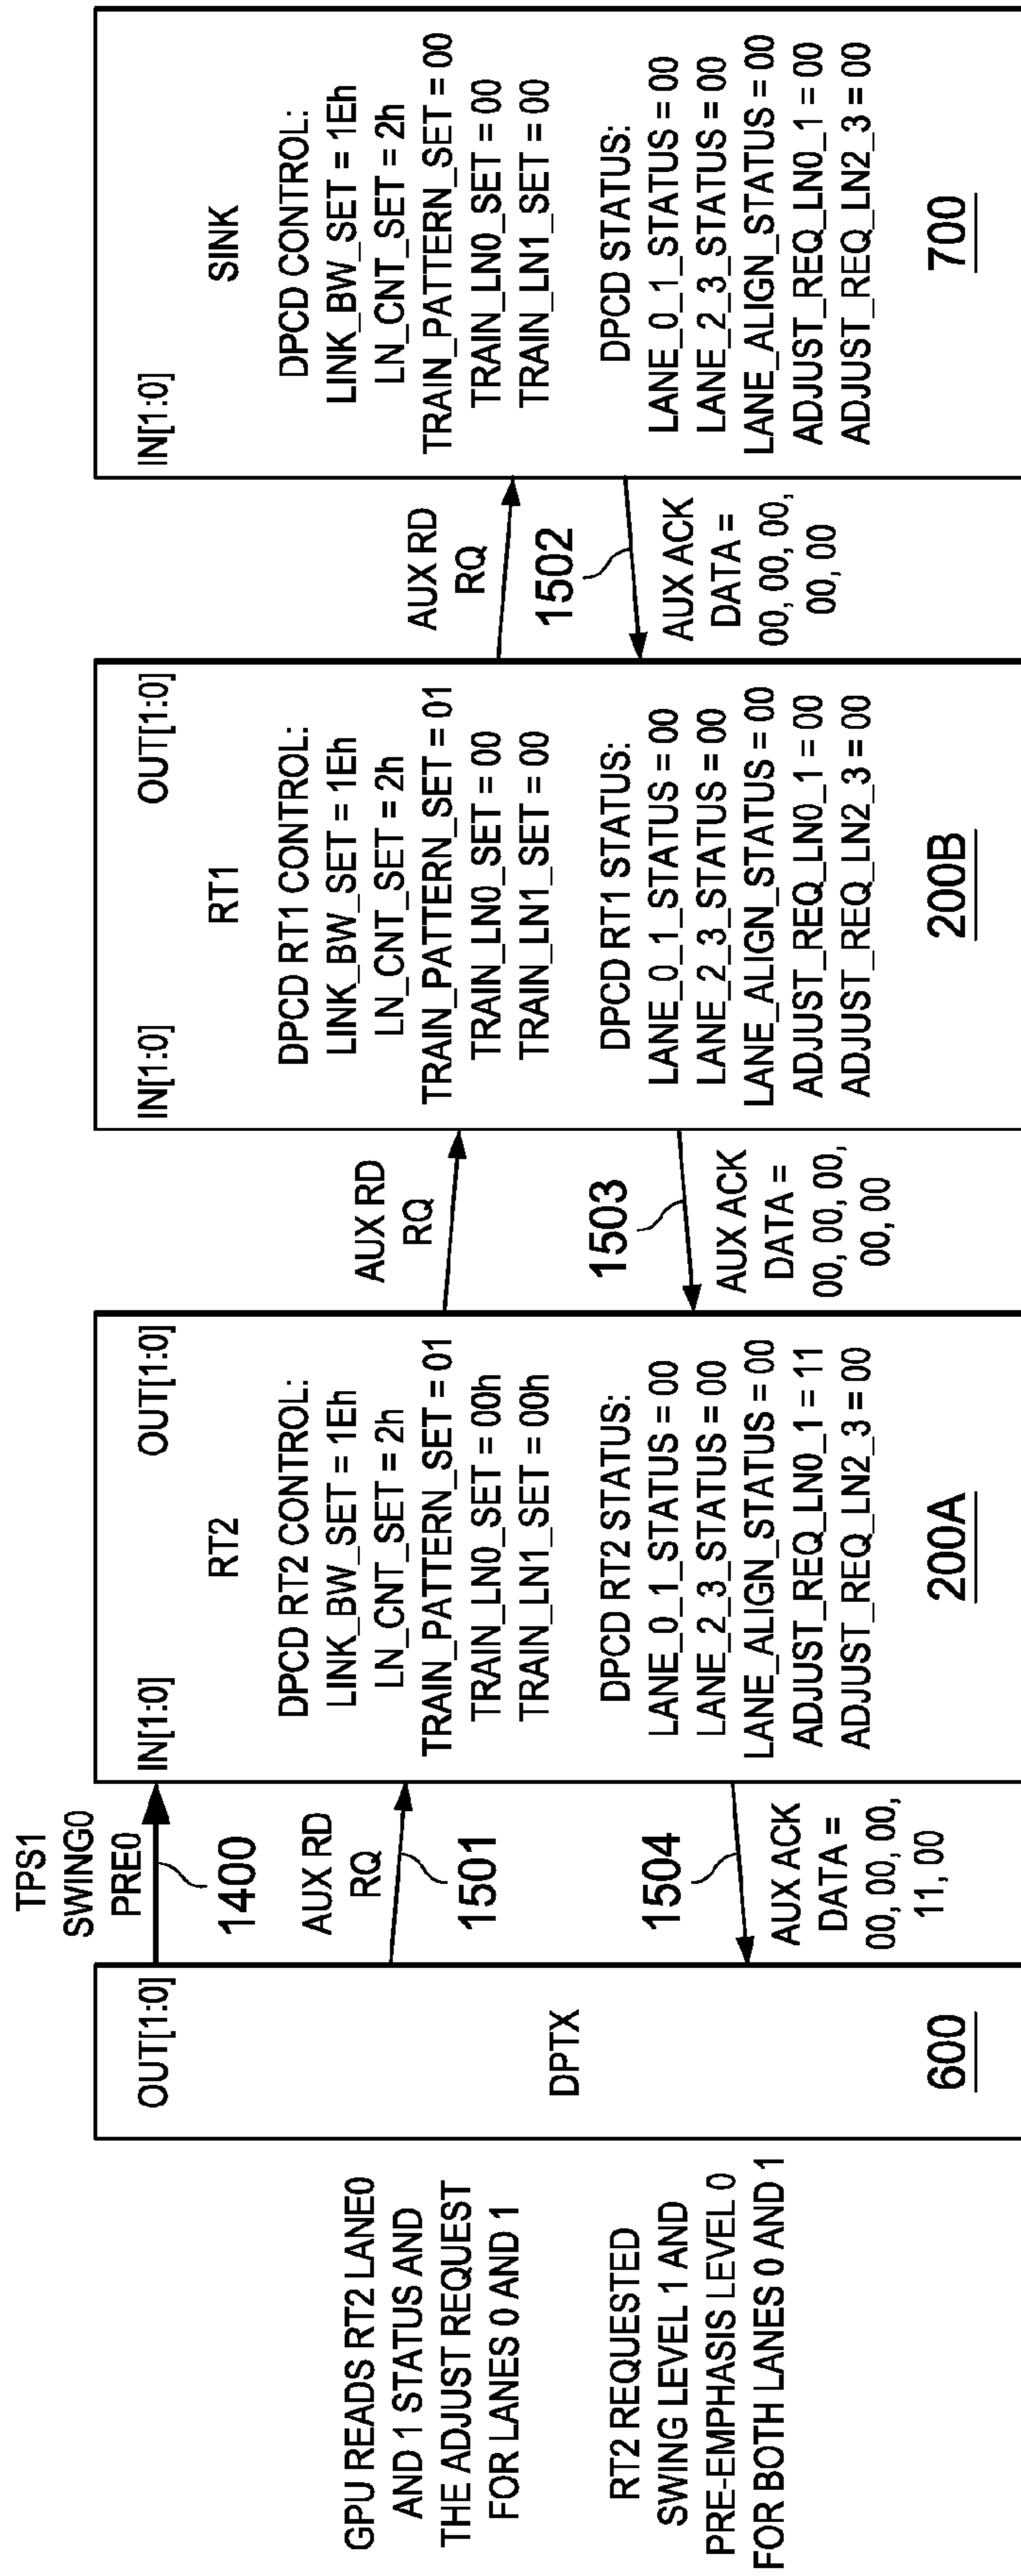 GPU READS RT2 LANE0
AND 1 STATUS AND
THE ADJUST REQUEST
FOR LANES 0 AND 1
RT2 REQUESTED
SWING LEVEL 1 AND
PRE-EMPHASIS LEVEL 0
FOR BOTH LANES 0 AND 1
OUT[1:0]
DPTX
600
TPS1
SWING0
PRE0
1400
AUX RD
RQ
1501
1504
AUX ACK
DATA =
00, 00, 00,
11, 00
IN[1:0]
OUT[1:0]
RT2
DPCD RT2 CONTROL:
LINK_BW_SET = 1Eh
LN_CNT_SET = 2h
TRAIN_PATTERN_SET = 01
TRAIN_LN0_SET = 00h
TRAIN_LN1_SET = 00h
DPCD RT2 STATUS:
LANE_0_1_STATUS = 00
LANE_2_3_STATUS = 00
LANE_ALIGN_STATUS = 00
ADJUST_REQ_LN0_1 = 11
ADJUST_REQ_LN2_3 = 00
200A
AUX RD
RQ
1503
AUX ACK
DATA =
00, 00, 00,
00, 00
IN[1:0]
OUT[1:0]
RT1
DPCD RT1 CONTROL:
LINK_BW_SET = 1Eh
LN_CNT_SET = 2h
TRAIN_PATTERN_SET = 01
TRAIN_LN0_SET = 00
TRAIN_LN1_SET = 00
DPCD RT1 STATUS:
LANE_0_1_STATUS = 00
LANE_2_3_STATUS = 00
LANE_ALIGN_STATUS = 00
ADJUST_REQ_LN0_1 = 00
ADJUST_REQ_LN2_3 = 00
200B
AUX RD
RQ
1502
AUX ACK
DATA =
00, 00, 00, 00,
00, 00
IN[1:0]
SINK
DPCD CONTROL:
LINK_BW_SET = 1Eh
LN_CNT_SET = 2h
TRAIN_PATTERN_SET = 00
TRAIN_LN0_SET = 00
TRAIN_LN1_SET = 00
DPCD STATUS:
LANE_0_1_STATUS = 00
LANE_2_3_STATUS = 00
LANE_ALIGN_STATUS = 00
ADJUST_REQ_LN0_1 = 00
ADJUST_REQ_LN2_3 = 00
700